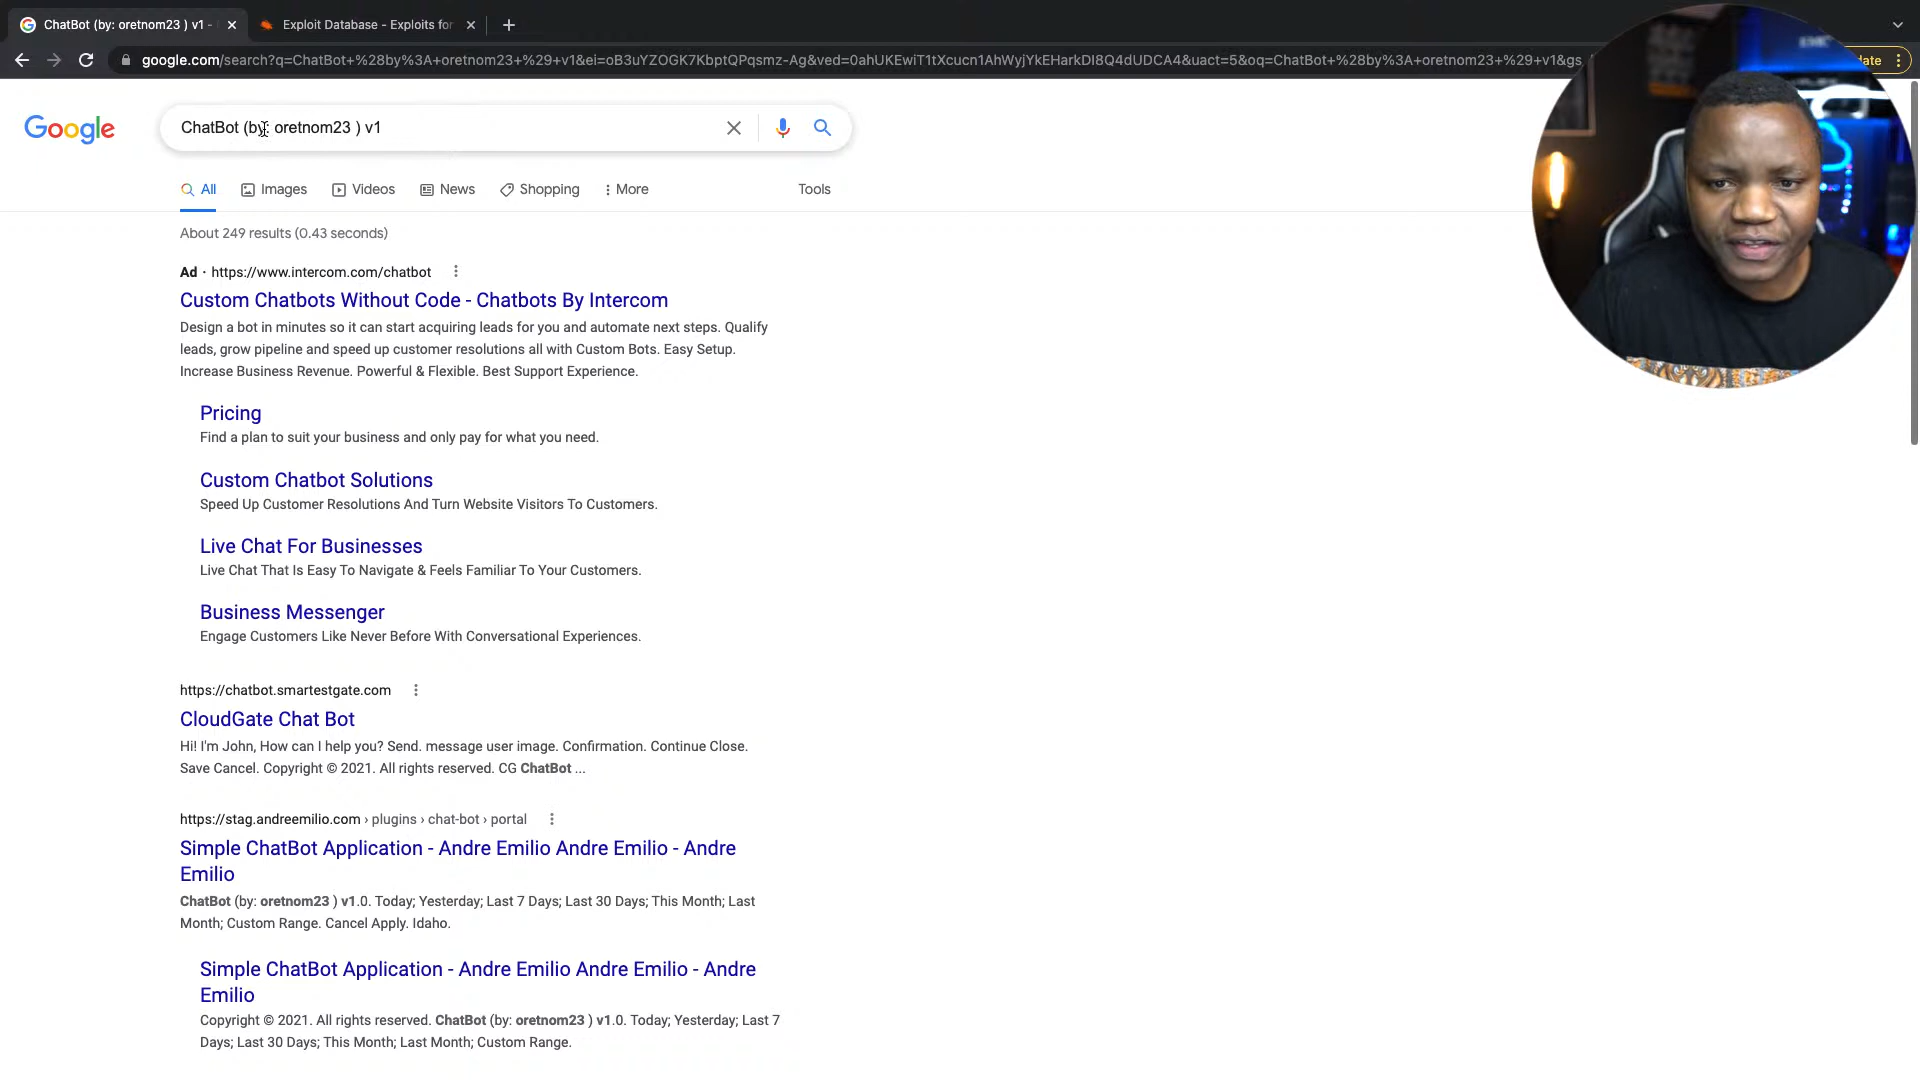 ChatBot (by: oretnom23 ) v1 -
Exploit Database - Exploits for
google.com/search?q=ChatBot+%28by%3A+oretnom23+%29+v1&ei=oB3uYZOGK7KbptQPqsmz-Ag&ved=0ahUKEwiT1tXcucn1AhWyjYkEHarkDI8Q4dUDCA4&uact=5&oq=ChatBot+%28by%3A+oretnom23+%29+v1&gs_
Google
ChatBot (by: oretnom23 ) v1
All Images Videos News Shopping More Tools
About 249 results (0.43 seconds)
Ad · https://www.intercom.com/chatbot
Custom Chatbots Without Code - Chatbots By Intercom
Design a bot in minutes so it can start acquiring leads for you and automate next steps. Qualify
leads, grow pipeline and speed up customer resolutions all with Custom Bots. Easy Setup.
Increase Business Revenue. Powerful & Flexible. Best Support Experience.
Pricing
Find a plan to suit your business and only pay for what you need.
Custom Chatbot Solutions
Speed Up Customer Resolutions And Turn Website Visitors To Customers.
Live Chat For Businesses
Live Chat That Is Easy To Navigate & Feels Familiar To Your Customers.
Business Messenger
Engage Customers Like Never Before With Conversational Experiences.
https://chatbot.smartestgate.com
CloudGate Chat Bot
Hi! I'm John, How can I help you? Send. message user image. Confirmation. Continue Close.
Save Cancel. Copyright © 2021. All rights reserved. CG ChatBot ...
https://stag.andreemilio.com › plugins › chat-bot › portal
Simple ChatBot Application - Andre Emilio Andre Emilio - Andre
Emilio
ChatBot (by: oretnom23 ) v1.0. Today; Yesterday; Last 7 Days; Last 30 Days; This Month; Last
Month; Custom Range. Cancel Apply. Idaho.
Simple ChatBot Application - Andre Emilio Andre Emilio - Andre
Emilio
Copyright © 2021. All rights reserved. ChatBot (by: oretnom23 ) v1.0. Today; Yesterday; Last 7
Days; Last 30 Days; This Month; Last Month; Custom Range.